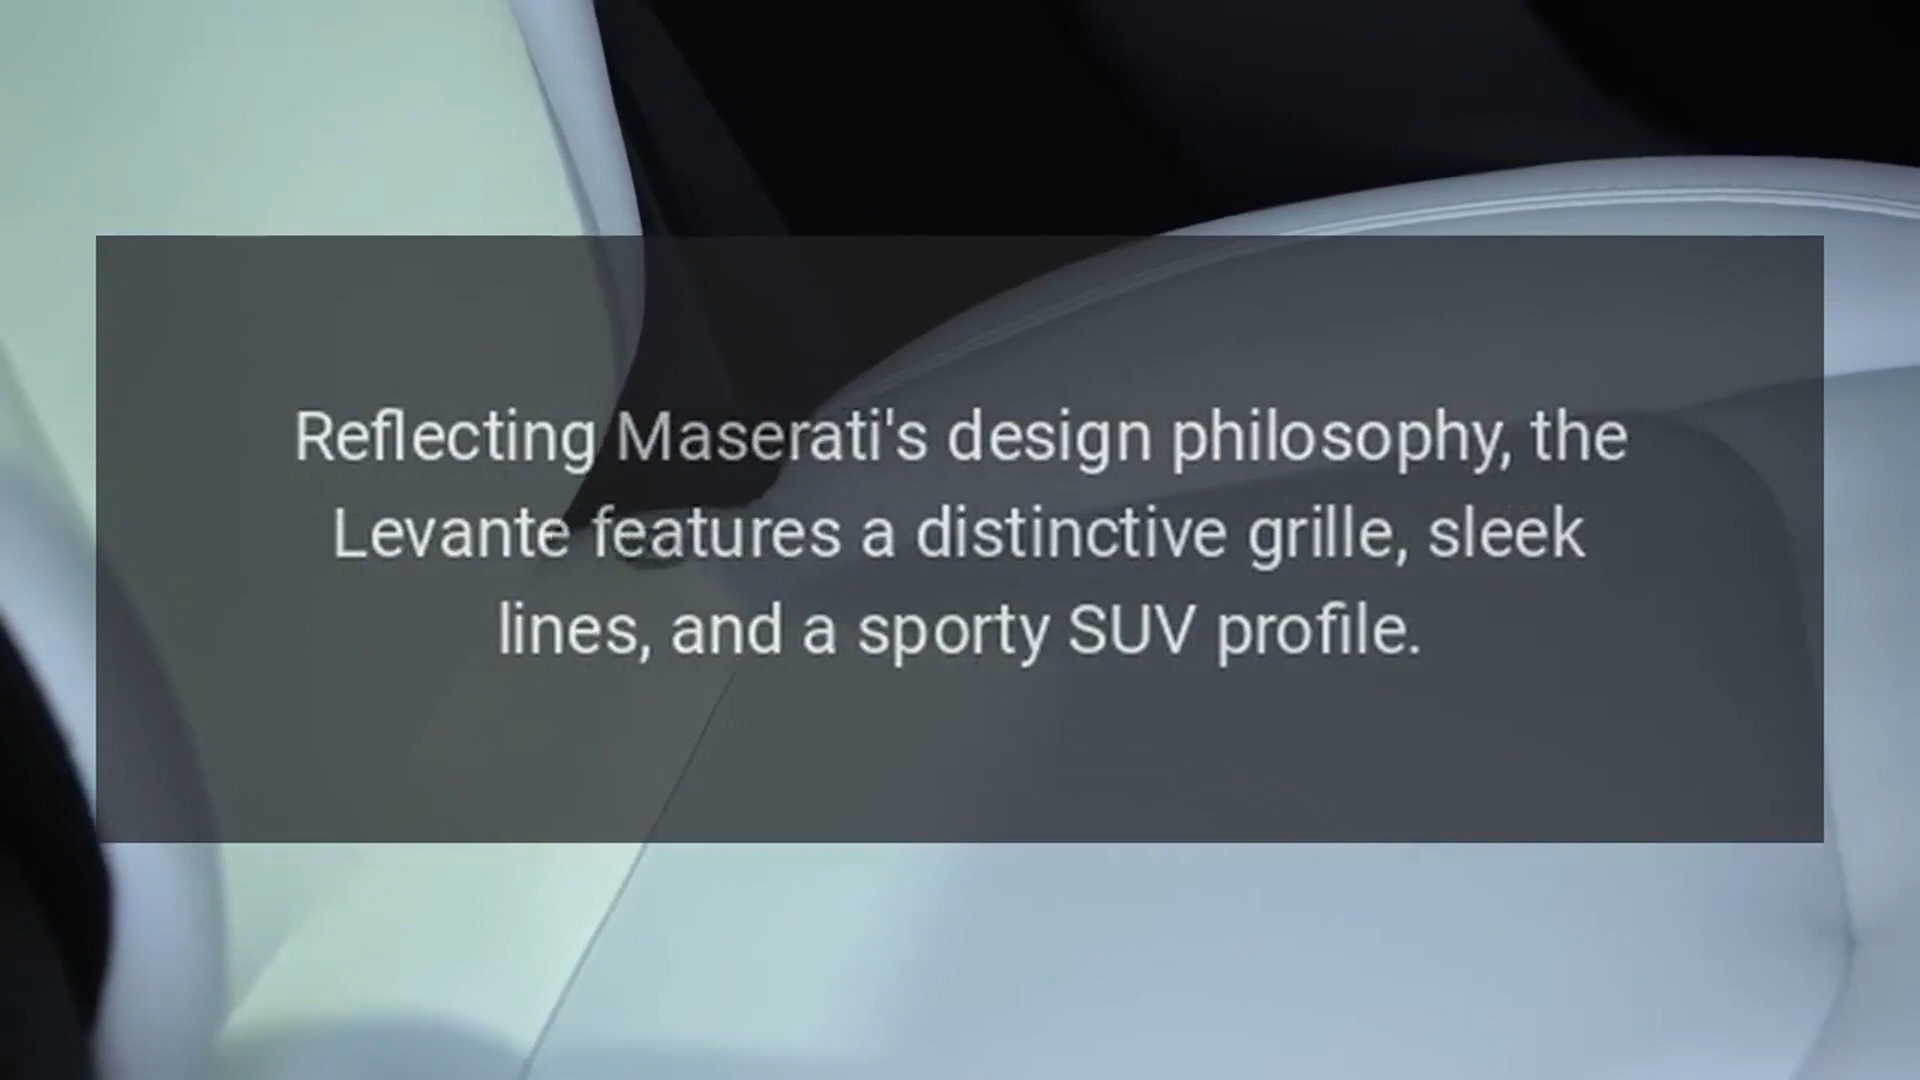 Reflecting Maserati's design philosophy, the
Levante features a distinctive grille, sleek
lines, and a sporty SUV profile.